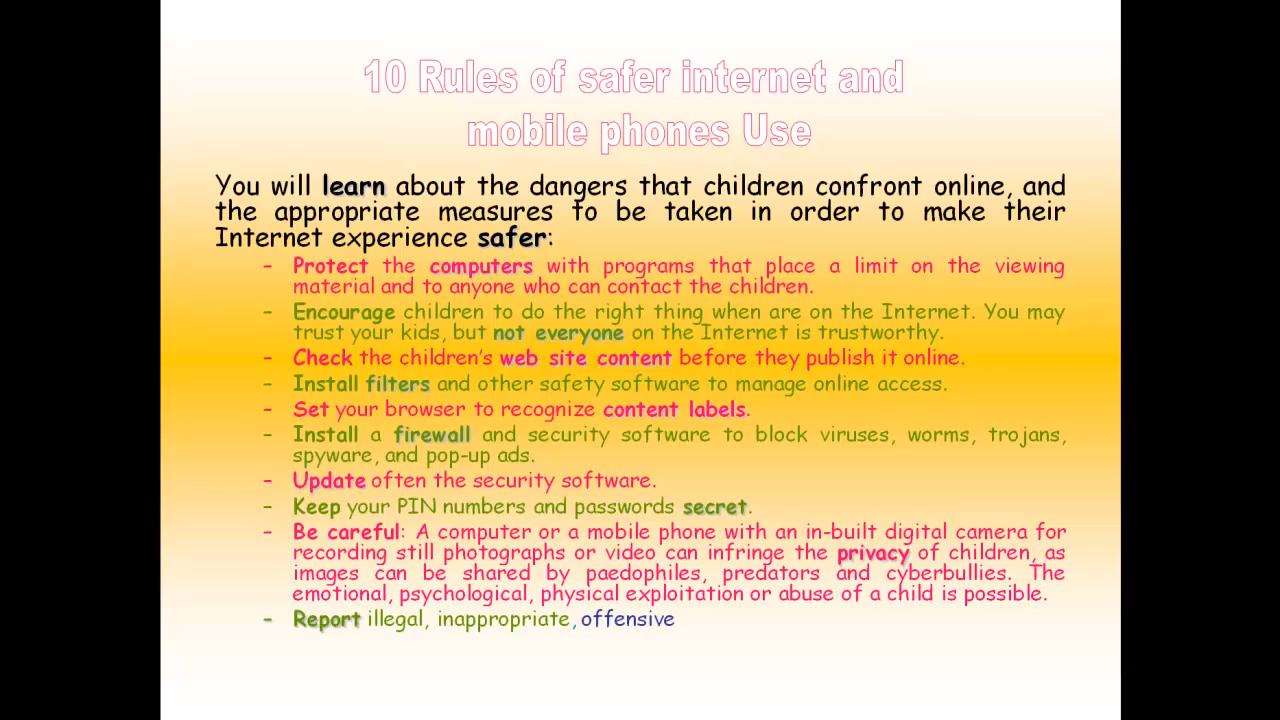 10 Rules of safer internet and
mobile phones Use
You will learn about the dangers that children confront online, and
the appropriate measures to be taken in order to make their
Internet experience safer:
– Protect the computers with programs that place a limit on the viewing
material and to anyone who can contact the children.
– Encourage children to do the right thing when are on the Internet. You may
trust your kids, but not everyone on the Internet is trustworthy.
– Check the children's web site content before they publish it online.
– Install filters and other safety software to manage online access.
– Set your browser to recognize content labels.
– Install a firewall and security software to block viruses, worms, trojans,
spyware, and pop-up ads.
– Update often the security software.
– Keep your PIN numbers and passwords secret.
– Be careful: A computer or a mobile phone with an in-built digital camera for
recording still photographs or video can infringe the privacy of children, as
images can be shared by paedophiles, predators and cyberbullies. The
emotional, psychological, physical exploitation or abuse of a child is possible.
– Report illegal, inappropriate, offensive